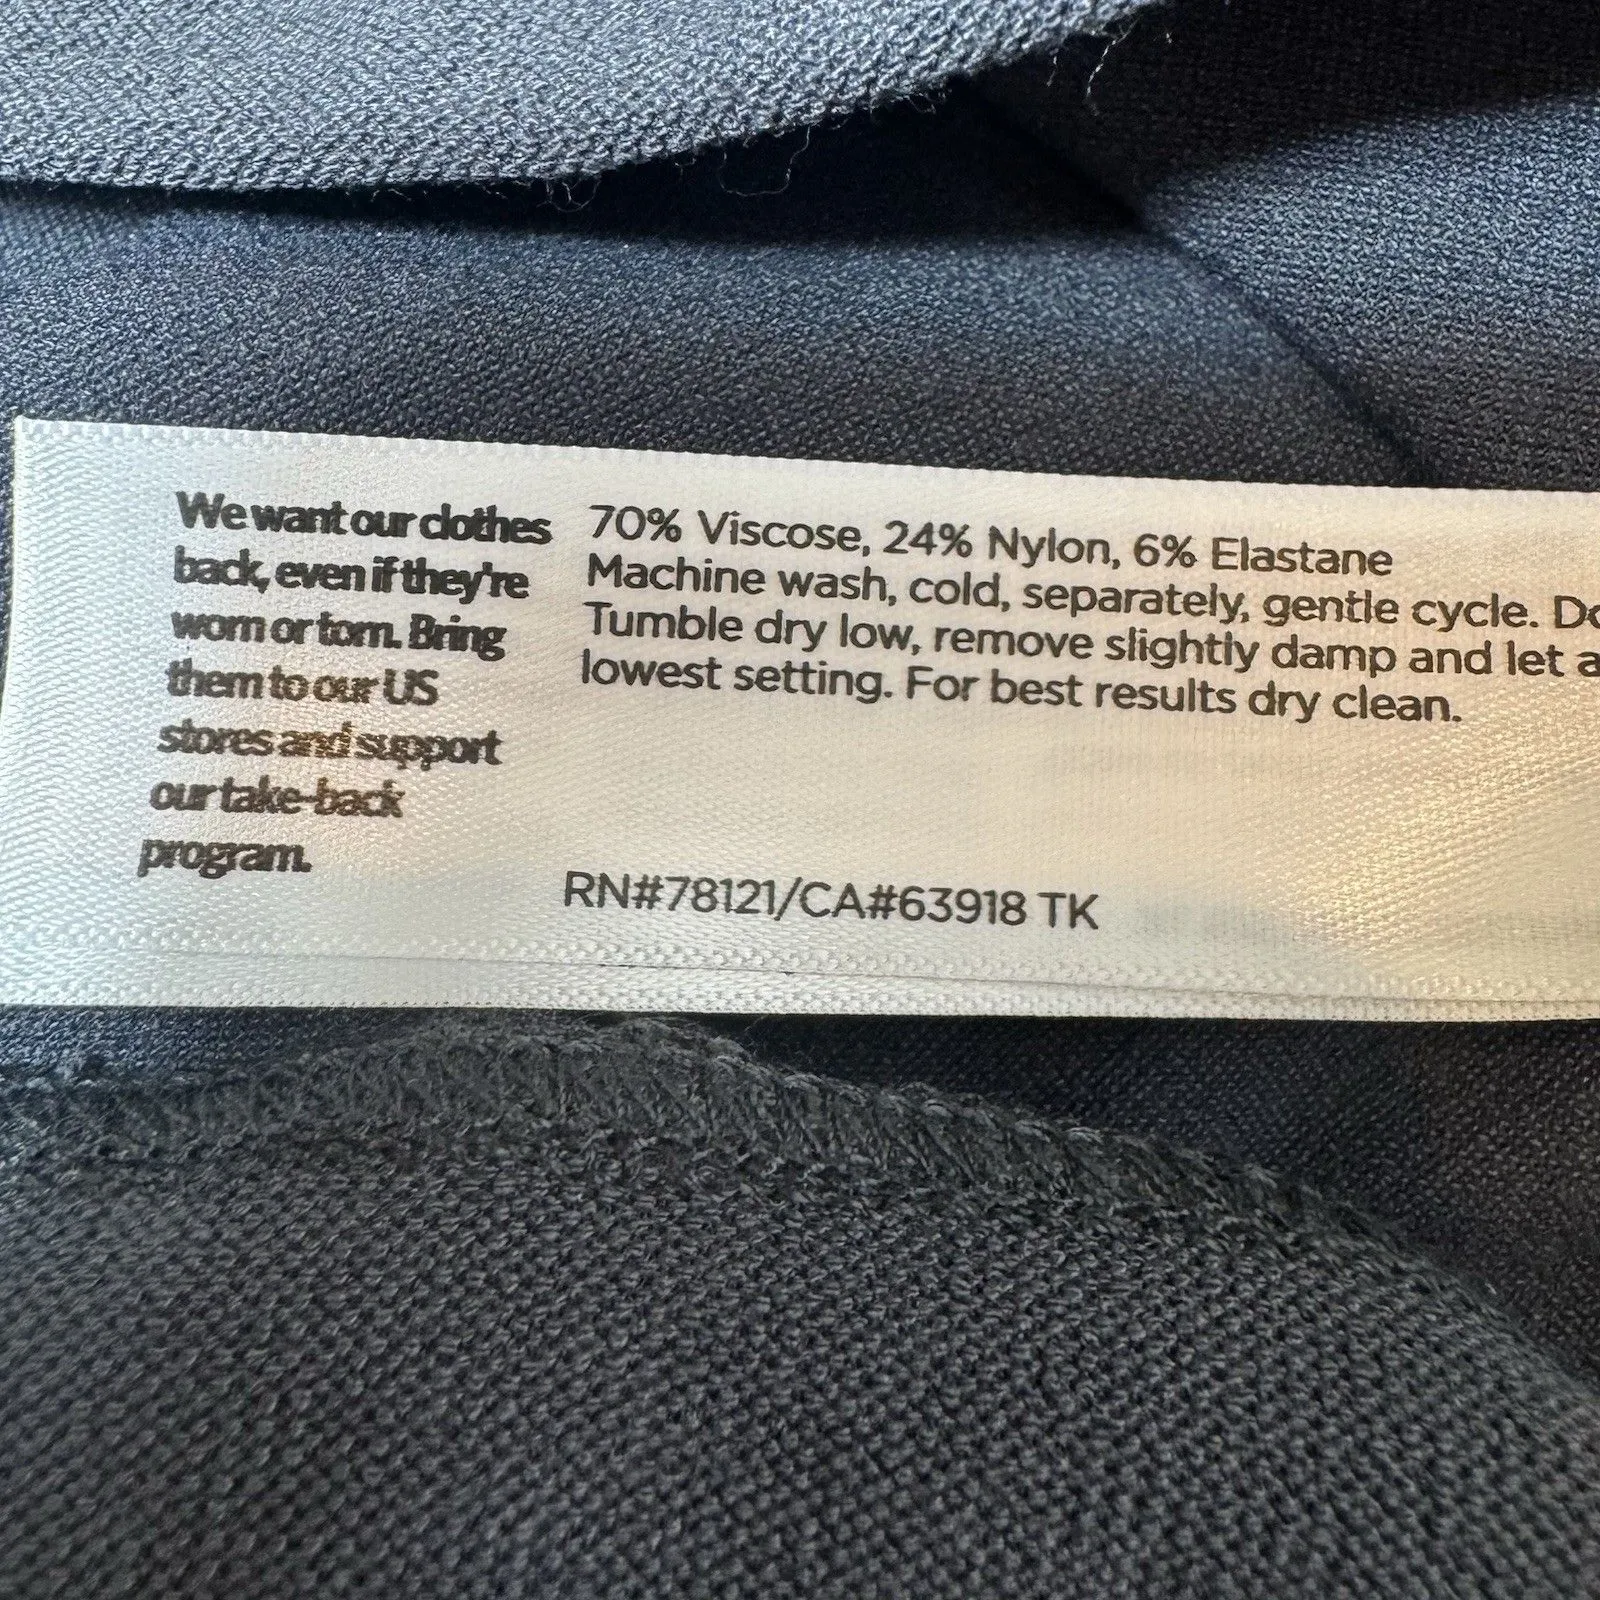 We want our clothes
back, even if they're
worn or torn. Bring
them to our US
stores and support
our take-back
program.
70% Viscose, 24% Nylon, 6% Elastane
Machine wash, cold, separately, gentle cycle.
Tumble dry low, remove slightly damp and let
lowest setting. For best results dry clean.
RN#78121/CA#63918 TK